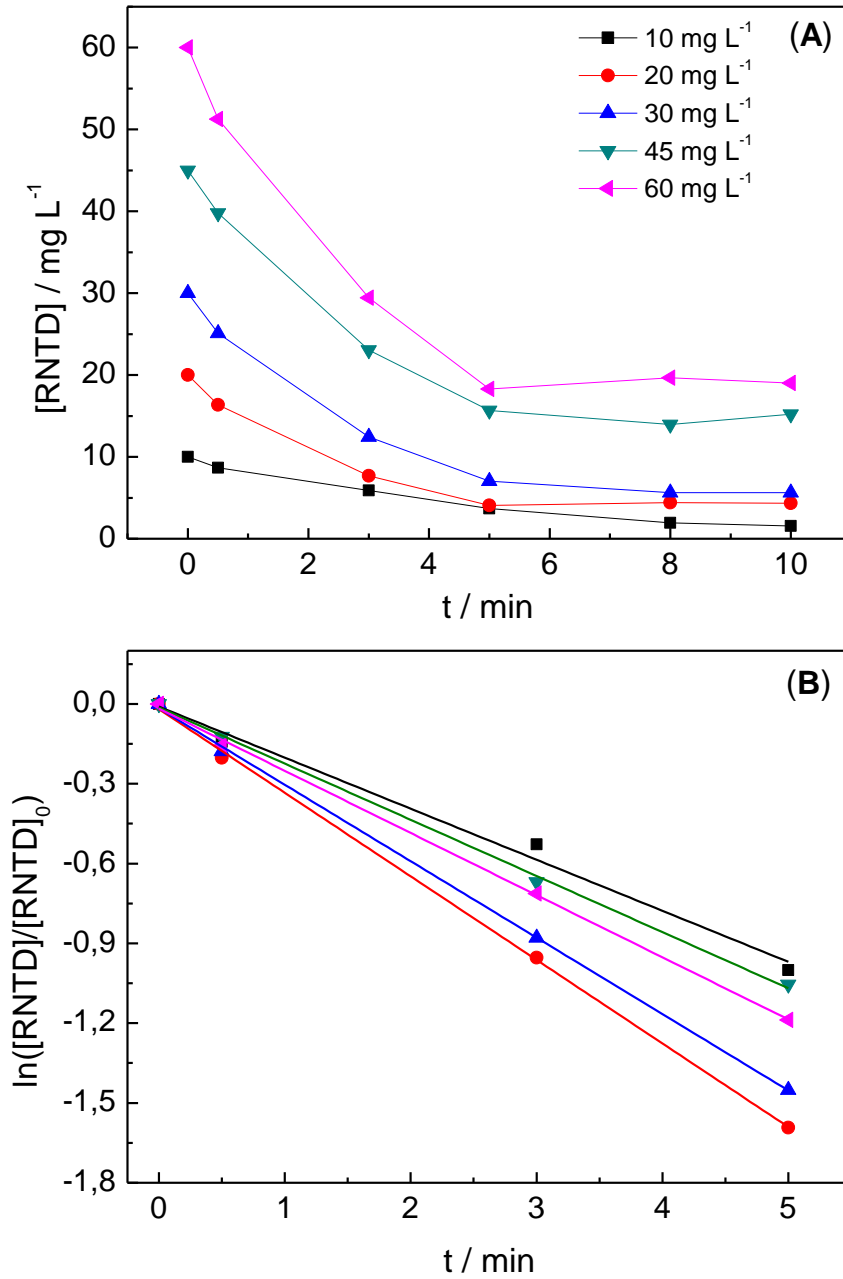 (A)
10 mg L⁻¹
20 mg L⁻¹
30 mg L⁻¹
45 mg L⁻¹
60 mg L⁻¹
[RNTD] / mg L⁻¹
60
50
40
30
20
10
0
0 2 4 6 8 10
t / min
(B)
ln([RNTD]/[RNTD]₀)
0,0
-0,3
-0,6
-0,9
-1,2
-1,5
-1,8
0 1 2 3 4 5
t / min